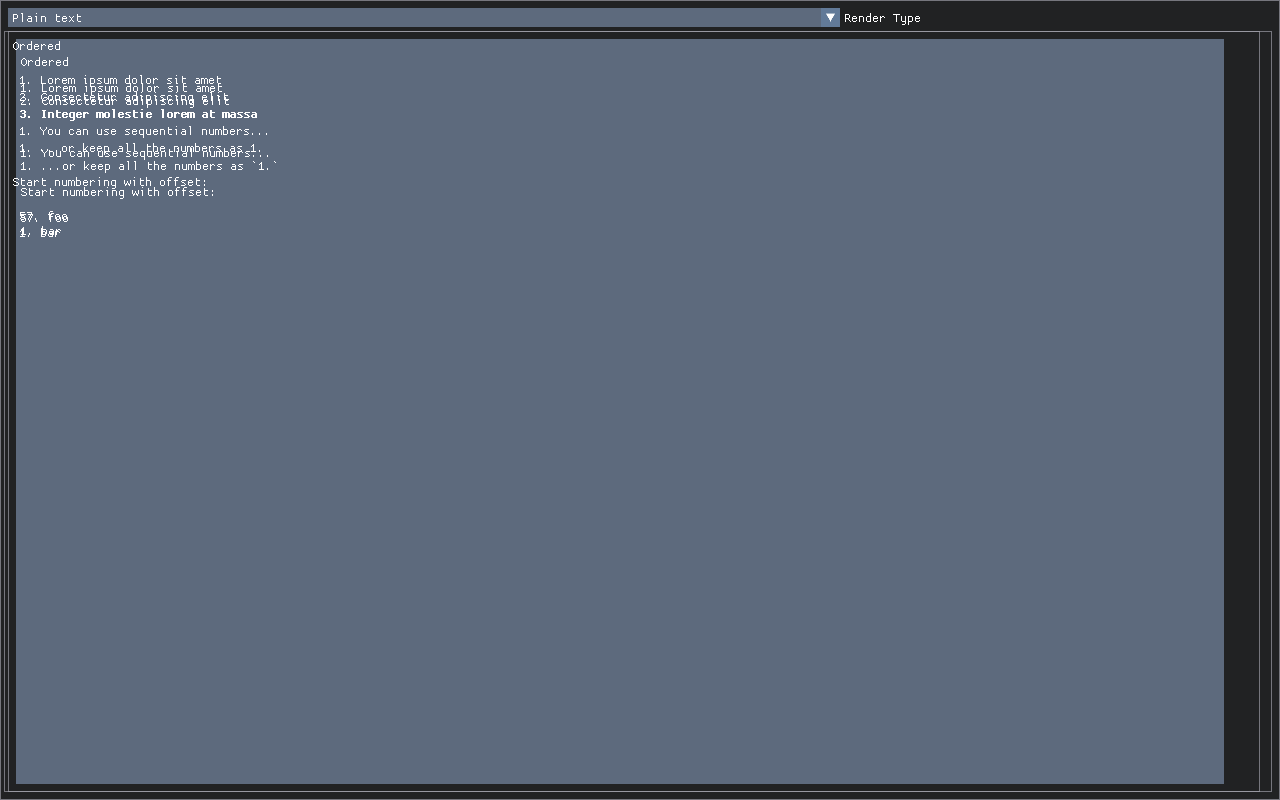 Plain text
Render Type
Ordered
Ordered
1. Lorem ipsum dolor sit amet
1. Lorem ipsum dolor sit amet
2. Consectetur adipiscing elit
2. Consectetur adipiscing elit
3. Integer molestie lorem at massa
1. You can use sequential numbers...
1. ...or keep all the numbers as 1.
1. You can use sequential numbers...
1. ...or keep all the numbers as `1.`
Start numbering with offset:
Start numbering with offset:
57. foo
57. foo
1. bar
1. bar